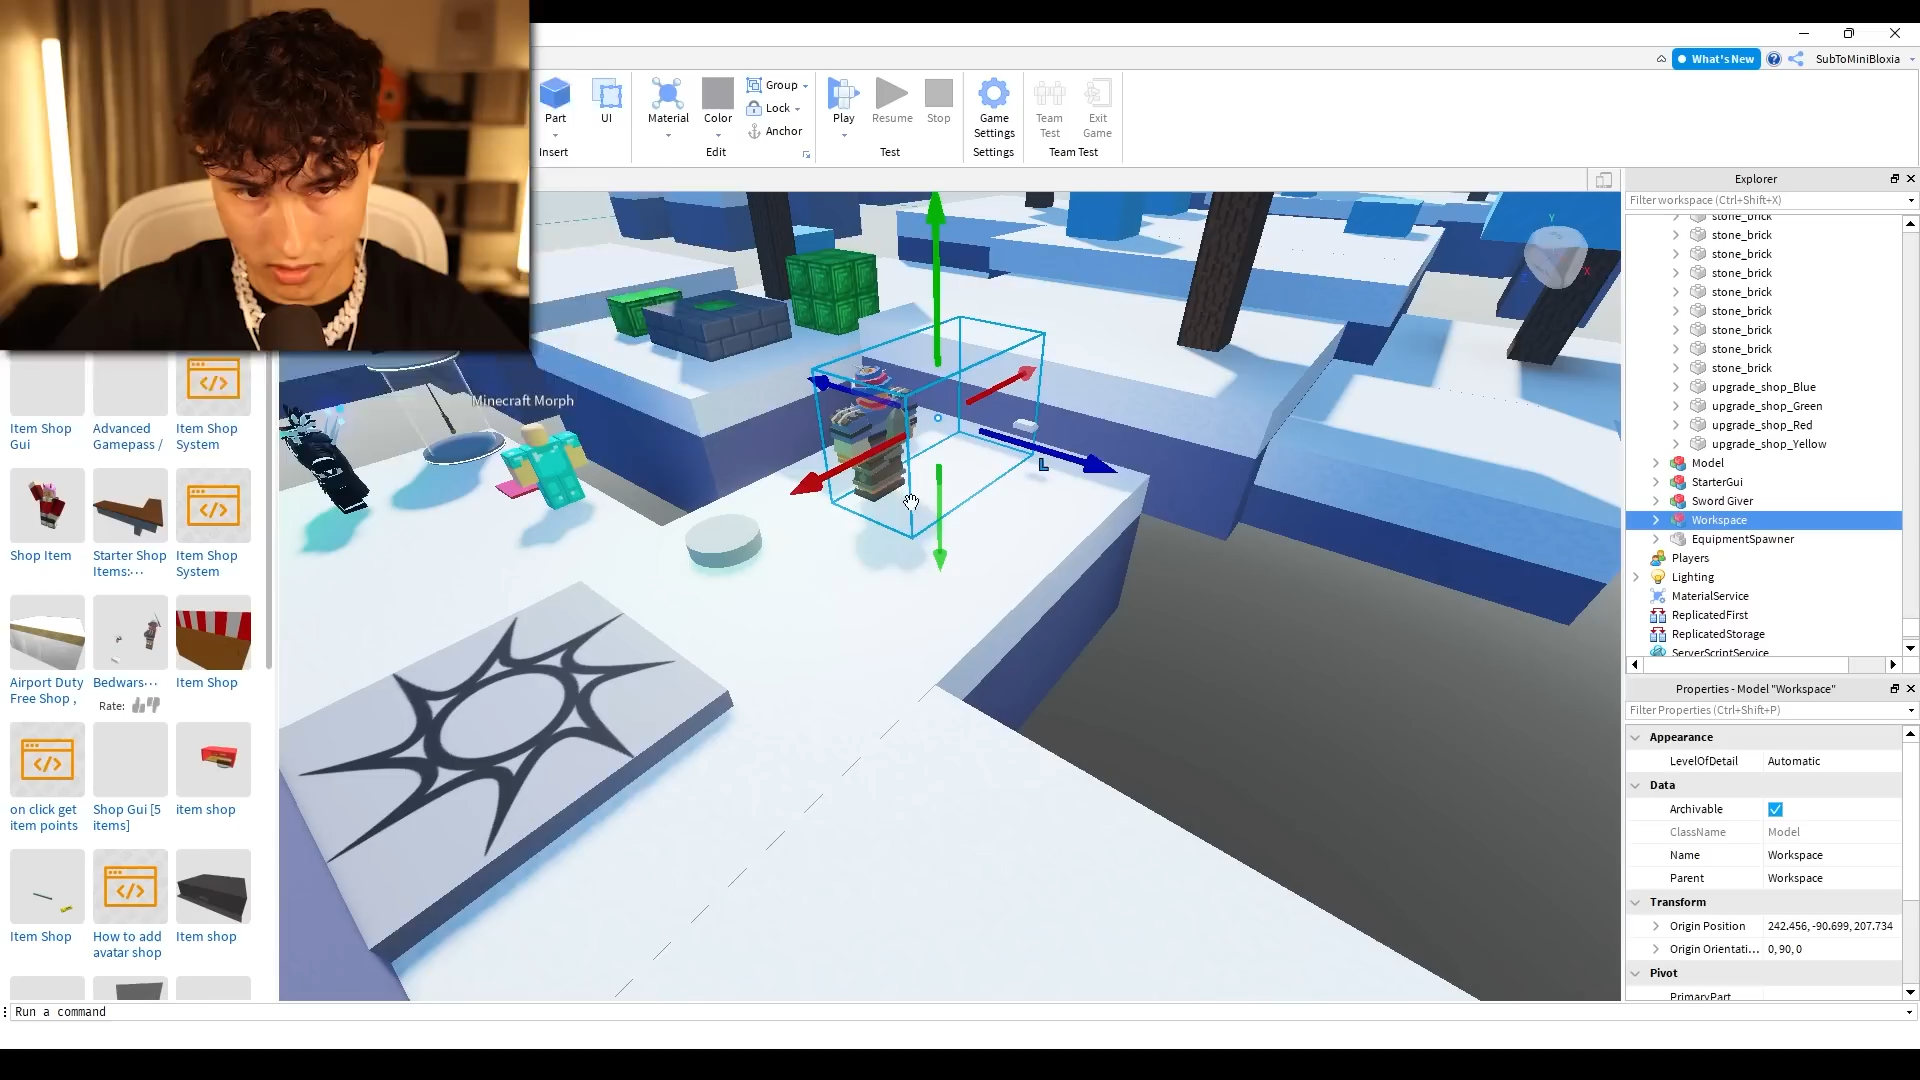 What's New
SubToMiniBloxia
Part
UI
Material
Color
Group
Lock
Anchor
Play
Resume
Stop
Game
Settings
Team
Test
Exit
Game
Insert
Edit
Test
Settings
Team Test
Explorer
Filter workspace (Ctrl+Shift+X)
stone_brick
stone_brick
stone_brick
stone_brick
stone_brick
stone_brick
stone_brick
stone_brick
stone_brick
upgrade_shop_Blue
upgrade_shop_Green
upgrade_shop_Red
upgrade_shop_Yellow
Model
StarterGui
Sword Giver
Workspace
EquipmentSpawner
Players
Lighting
MaterialService
ReplicatedFirst
ReplicatedStorage
ServerScriptService
Properties - Model "Workspace"
Filter Properties (Ctrl+Shift+P)
Appearance
LevelOfDetail Automatic
Data
Archivable
ClassName Model
Name Workspace
Parent Workspace
Transform
Origin Position 242.456, -90.699, 207.734
Origin Orientati... 0, 90, 0
Pivot
PrimaryPart
Minecraft Morph
Y
X
L
Item Shop
Gui
Advanced
Gamepass /
Item Shop
System
Shop Item
Starter Shop
Items:...
Item Shop
System
Airport Duty
Free Shop ,
Bedwars...
Rate:
Item Shop
on click get
item points
Shop Gui [5
items]
item shop
Item Shop
How to add
avatar shop
Item shop
Run a command